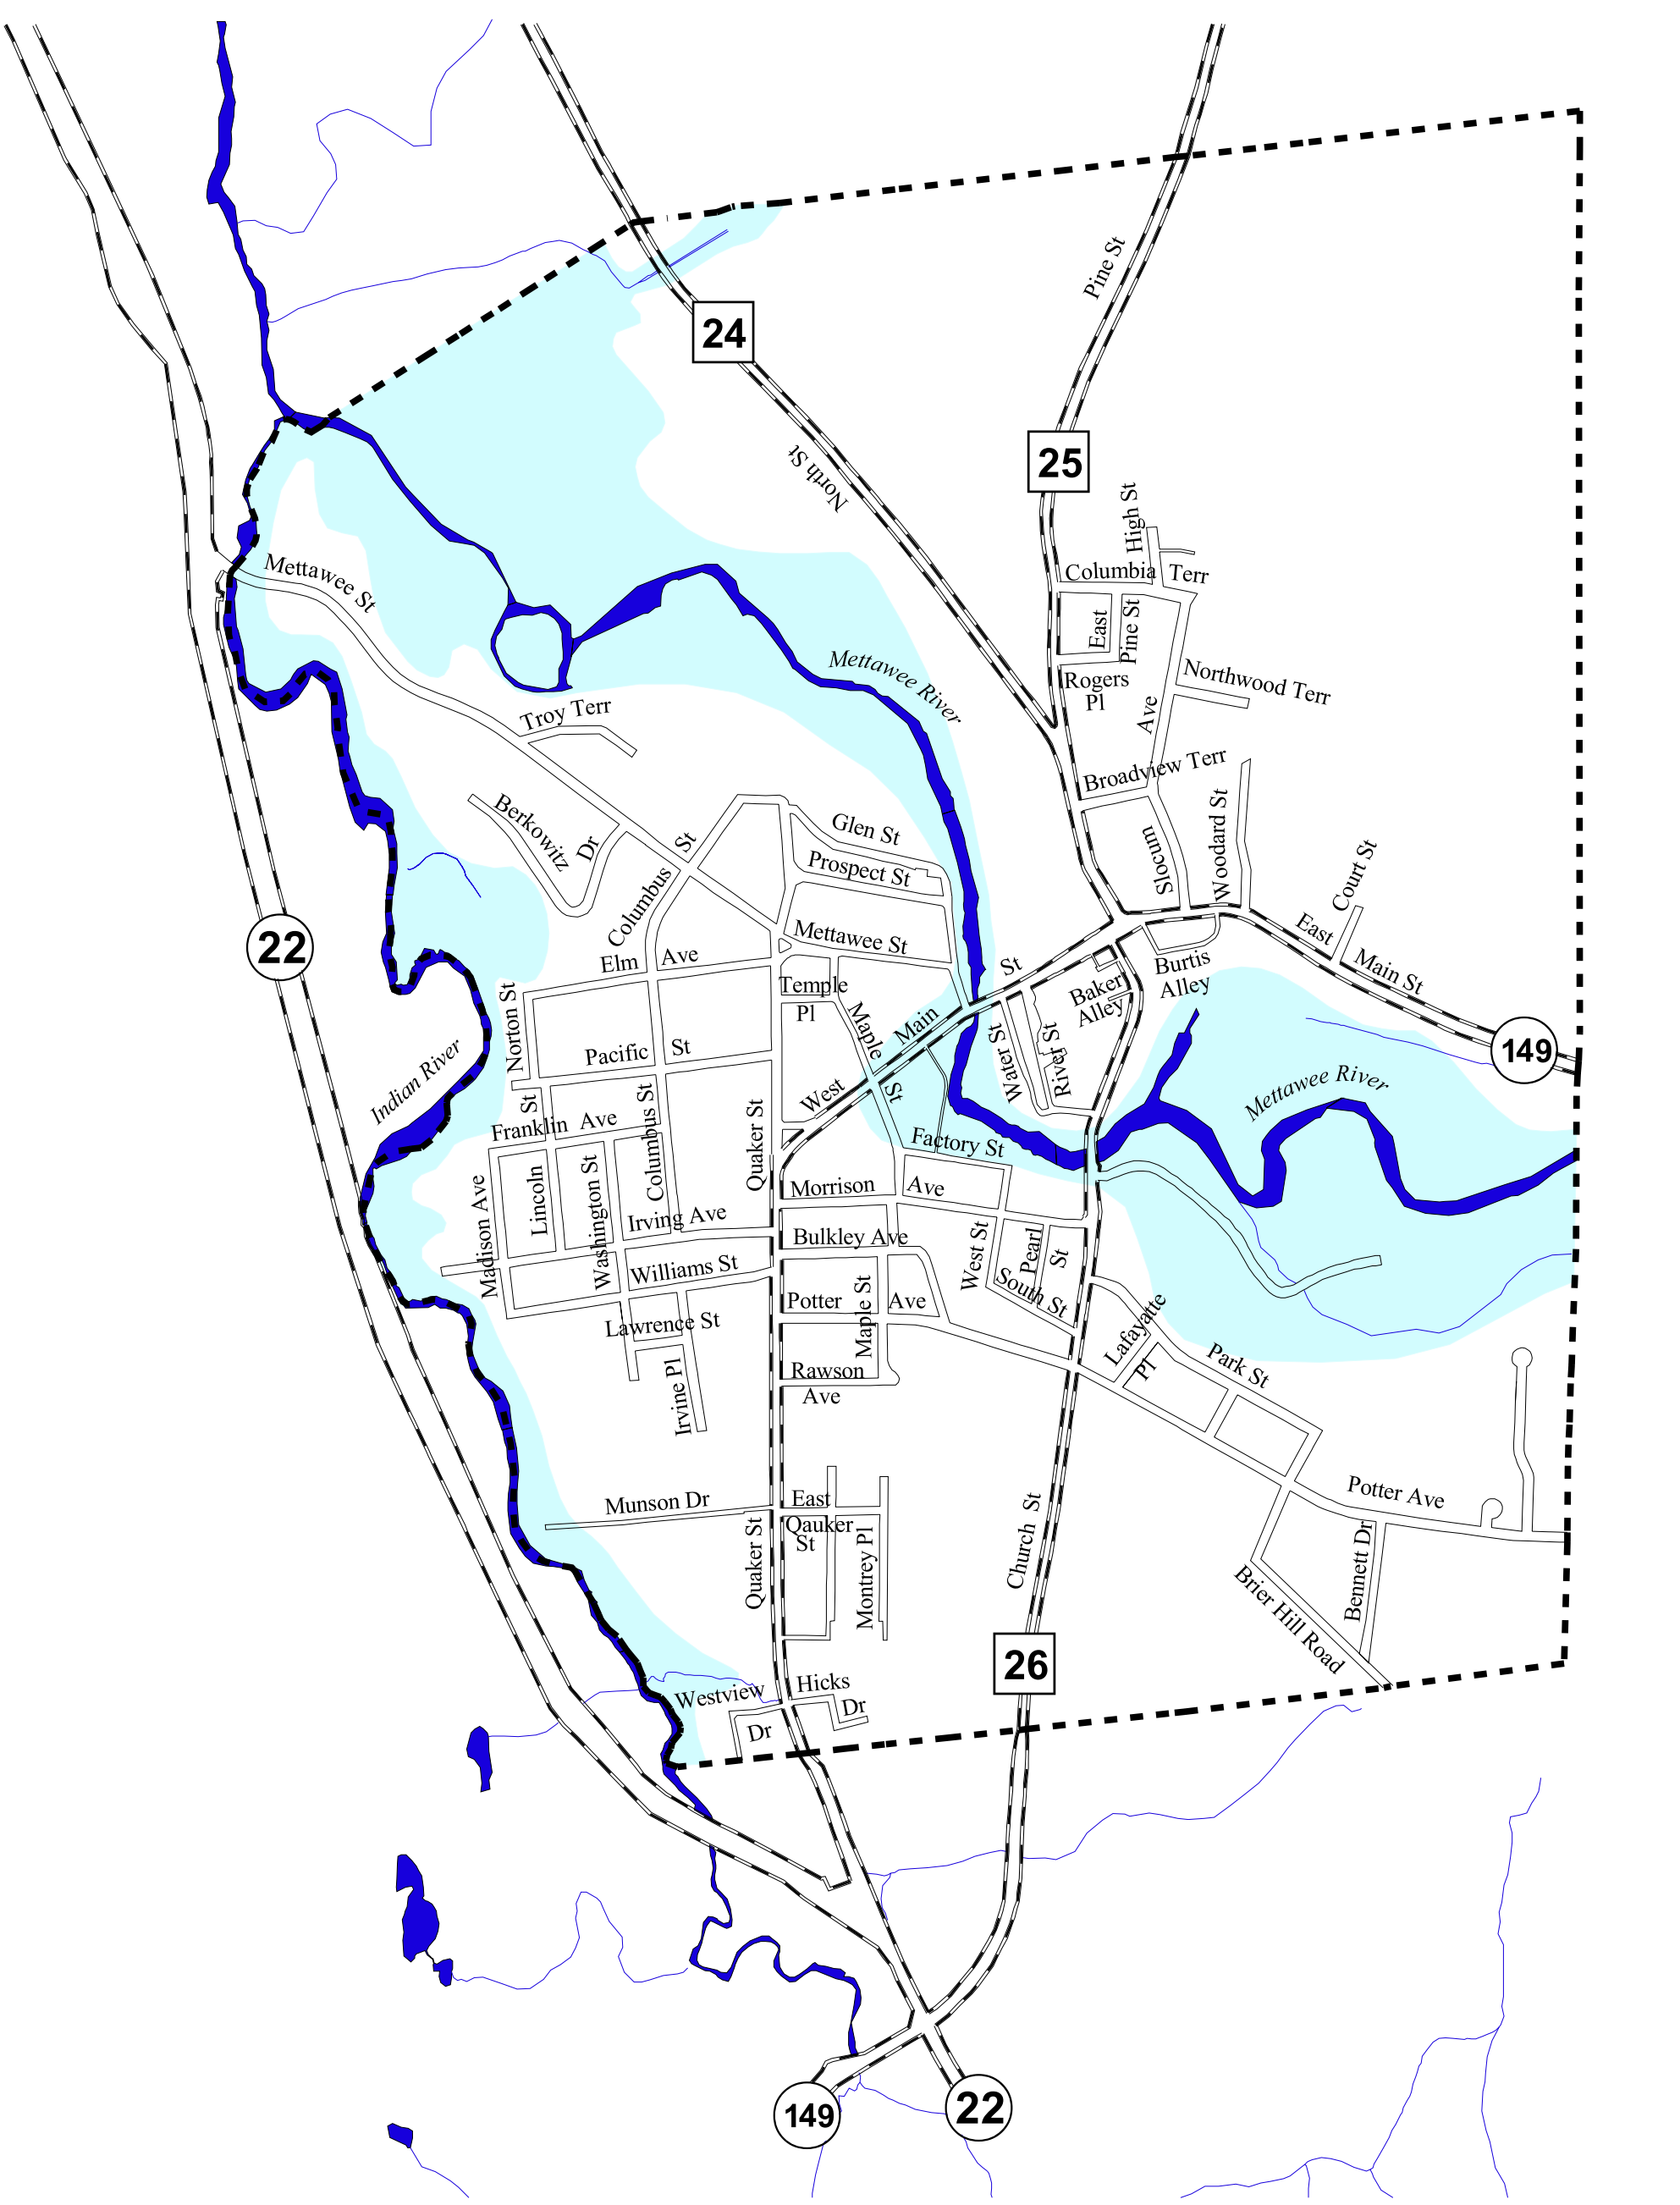 Pine St
24
North St
25
High St
Columbia Terr
Mettawee St
East
Pine St
Mettawee River
Rogers
Pl
Northwood Terr
Ave
Troy Terr
Broadview Terr
Berkowitz
Dr
Columbus St
Glen St
Prospect St
Slocum
Woodard St
Court St
22
Elm Ave
Mettawee St
East Main St
Burtis
Alley
Baker
Alley
Temple
Pl
Norton St
Pacific St
Maple St
West Main St
Water St
River St
149
Indian River
Mettawee River
St
Franklin Ave
Columbus St
Quaker St
Factory St
Madison Ave
Lincoln
Washington St
Morrison Ave
Irving Ave
Bulkley Ave
West St
Pearl
St
Williams St
Potter Ave
Maple St
South St
Lawrence St
Lafayatte
Pl
Park St
Irvine Pl
Rawson
Ave
Munson Dr
East
Qauker
St
Potter Ave
Quaker St
Montrey Pl
Church St
Bennett Dr
Brier Hill Road
26
Westview
Dr
Hicks
Dr
149
22